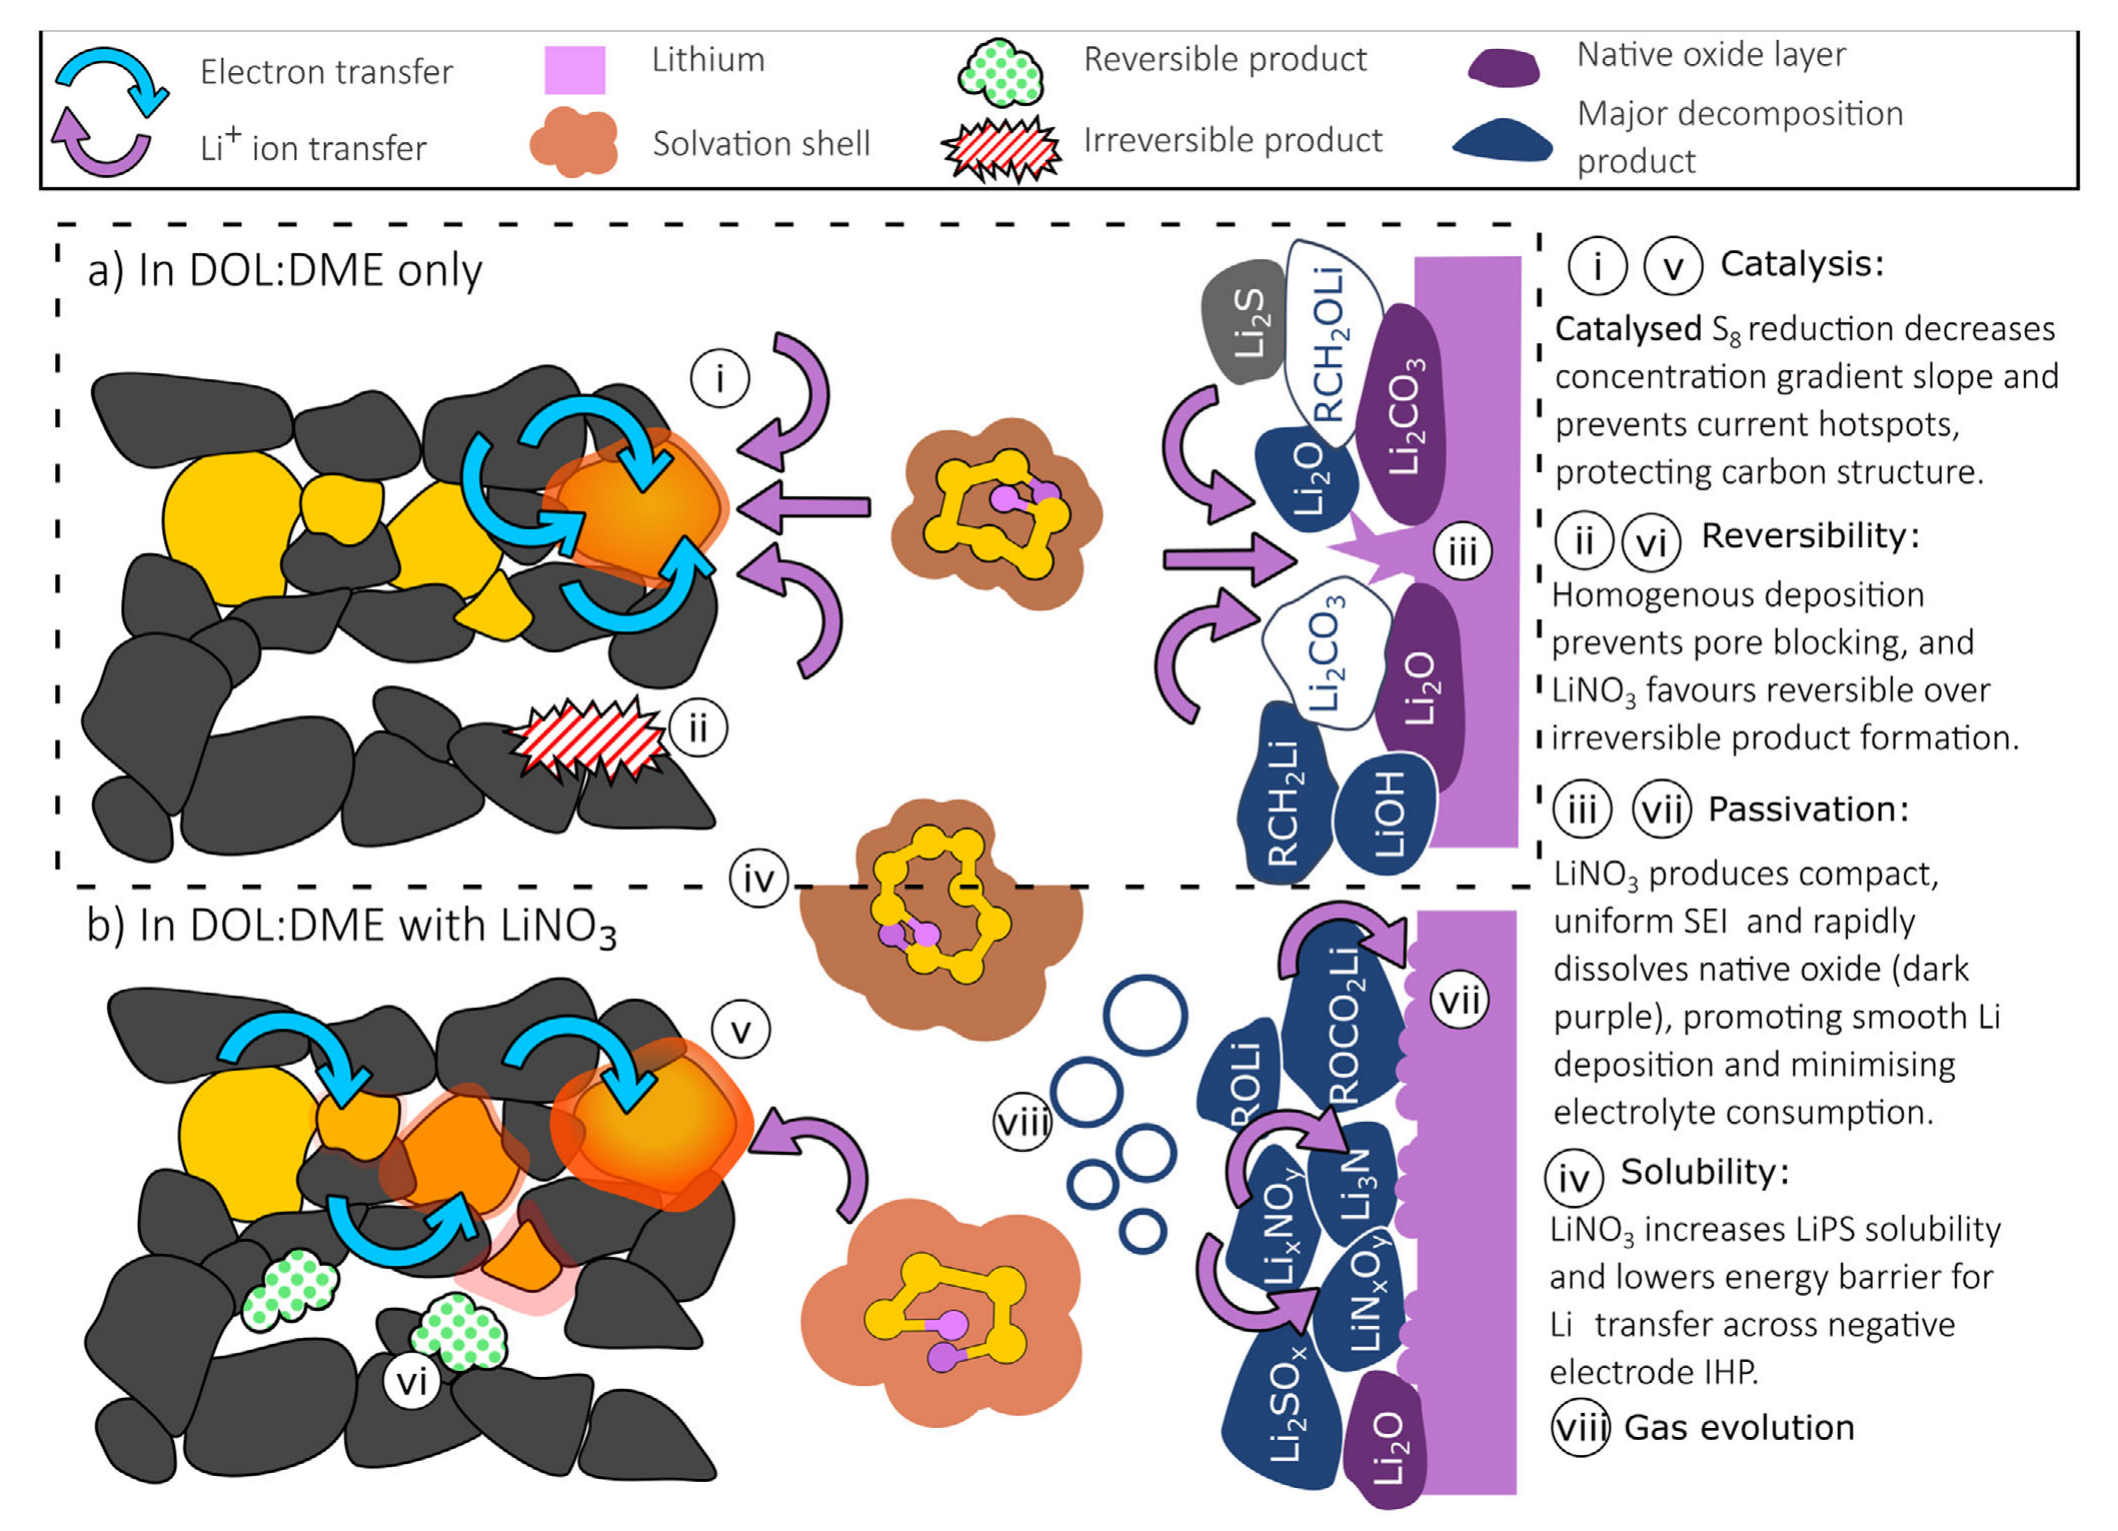 Electron transfer
Li⁺ ion transfer
Lithium
Solvation shell
Reversible product
Irreversible product
Native oxide layer
Major decomposition
product
a) In DOL:DME only
i
ii
iii
Li₂S
RCH₂OLi
Li₂CO₃
Li₂O
Li₂CO₃
Li₂O
RCH₂Li
LiOH
iv
b) In DOL:DME with LiNO₃
v
vi
vii
viii
ROLi
ROCO₂Li
LiₓNOᵧ
Li₃N
LiNₓOᵧ
Li₂SOₓ
Li₂O
i v Catalysis:
Catalysed S₈ reduction decreases
concentration gradient slope and
prevents current hotspots,
protecting carbon structure.
ii vi Reversibility:
Homogenous deposition
prevents pore blocking, and
LiNO₃ favours reversible over
irreversible product formation.
iii vii Passivation:
LiNO₃ produces compact,
uniform SEI and rapidly
dissolves native oxide (dark
purple), promoting smooth Li
deposition and minimising
electrolyte consumption.
iv Solubility:
LiNO₃ increases LiPS solubility
and lowers energy barrier for
Li transfer across negative
electrode IHP.
viii Gas evolution